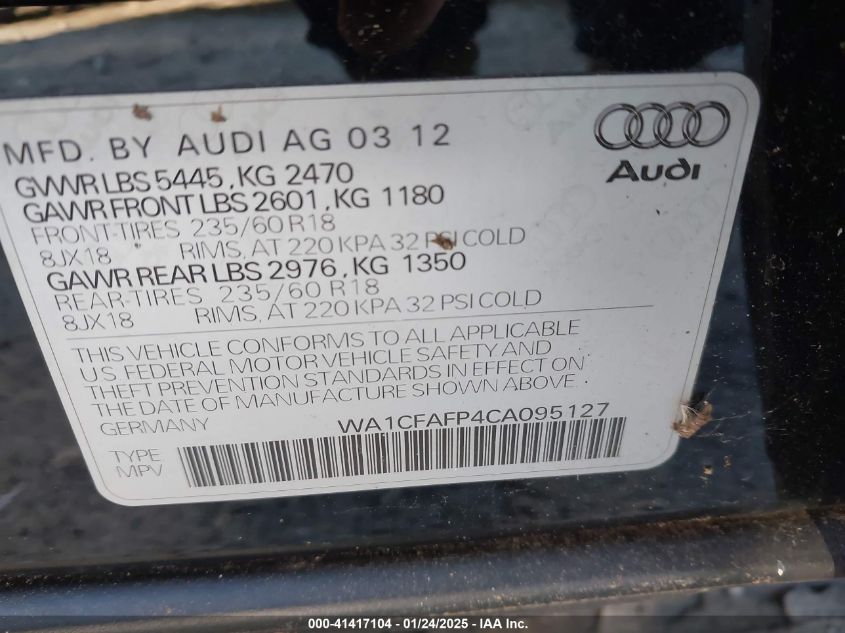 MFD. BY AUDI AG 03 12
Audi
GVWR LBS 5445, KG 2470
GAWR FRONT LBS 2601, KG 1180
FRONT-TIRES 235/60 R18
8JX18 RIMS, AT 220 KPA 32 PSI COLD
GAWR REAR LBS 2976, KG 1350
REAR-TIRES 235/60 R18
8JX18 RIMS, AT 220 KPA 32 PSI COLD
THIS VEHICLE CONFORMS TO ALL APPLICABLE
US FEDERAL MOTOR VEHICLE SAFETY AND
THEFT PREVENTION STANDARDS IN EFFECT ON
THE DATE OF MANUFACTURE SHOWN ABOVE.
GERMANY WA1CFAFP4CA095127
TYPE
MPV
000-41417104 - 01/24/2025 - IAA Inc.